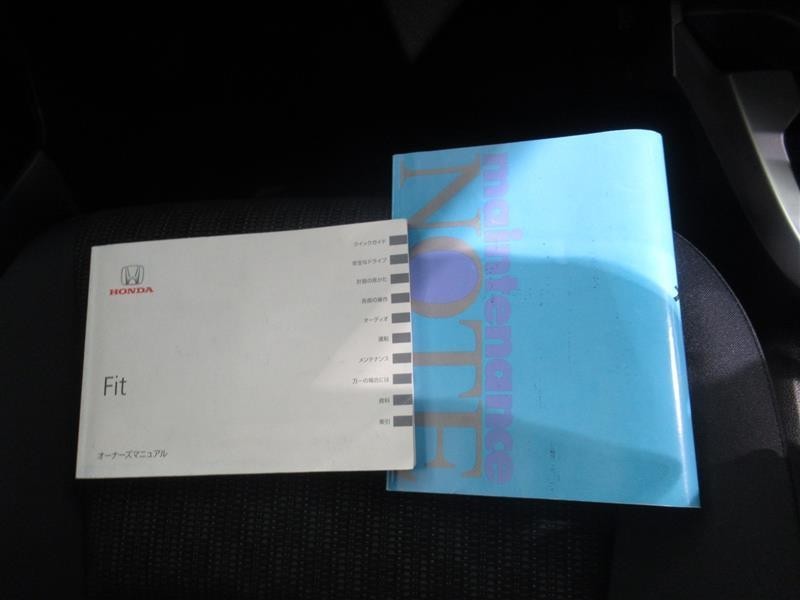 HONDA
Fit
オーナーズマニュアル
クイックガイド
安全なドライブ
計器の見かた
各部の操作
オーディオ
運転
メンテナンス
万一の場合には
資料
索引
maintenance
NOTE